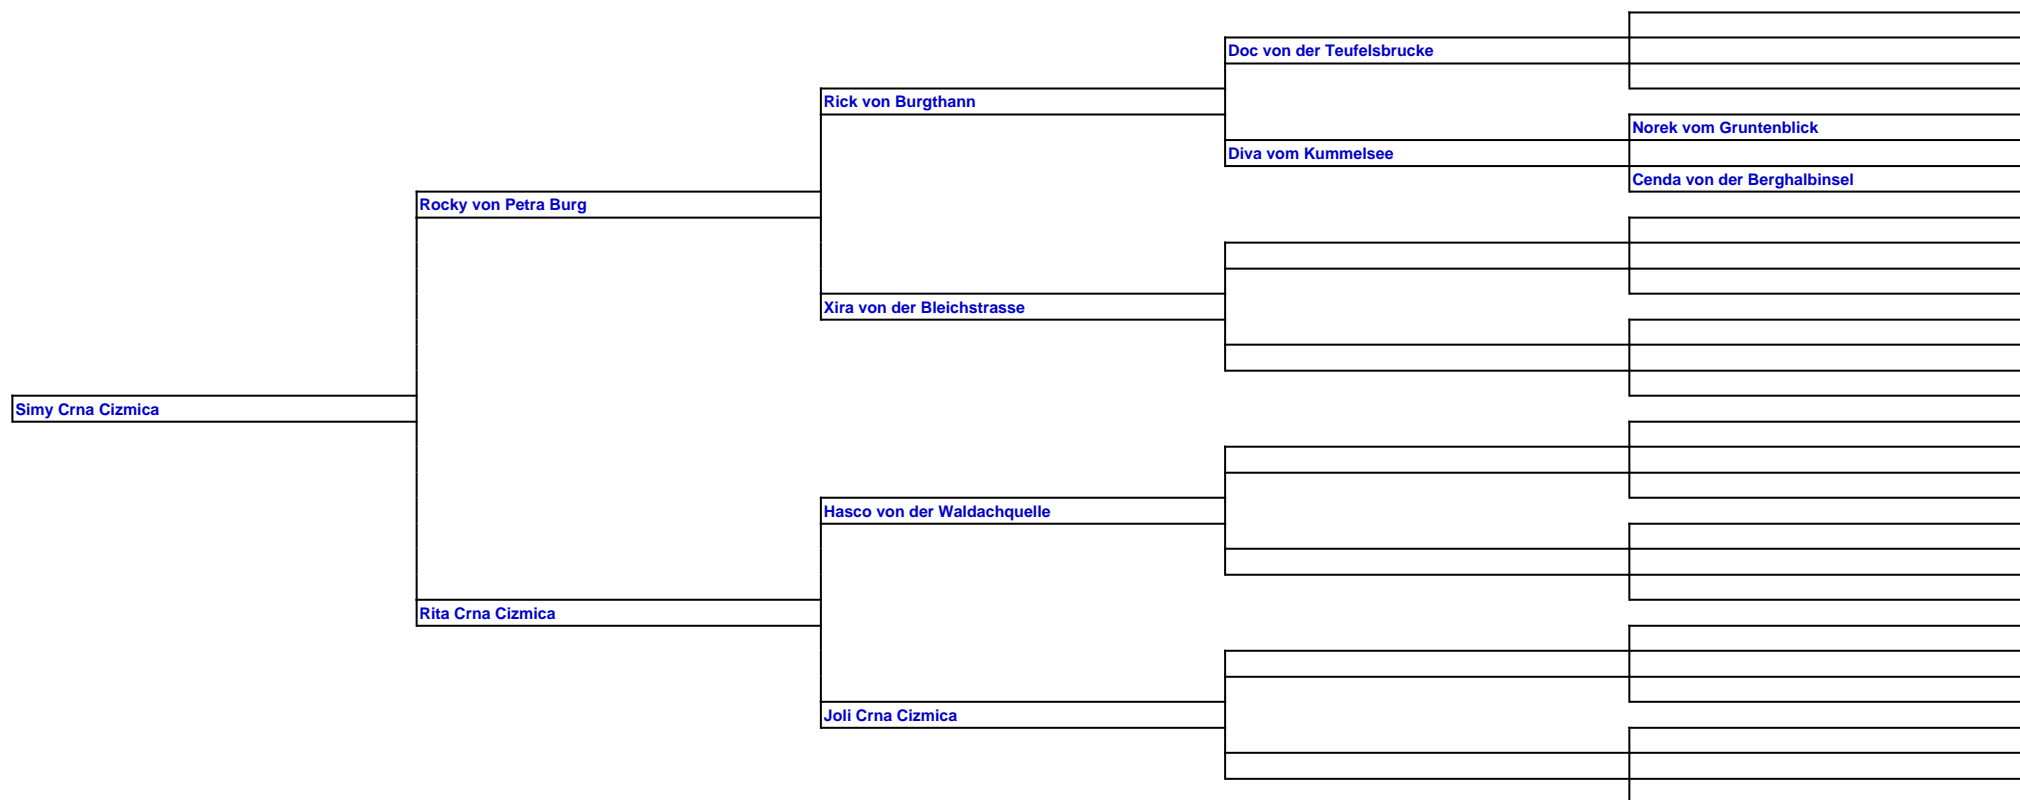 Doc von der Teufelsbrucke
Rick von Burgthann
Norek vom Gruntenblick
Diva vom Kummelsee
Cenda von der Berghalbinsel
Rocky von Petra Burg
Xira von der Bleichstrasse
Simy Crna Cizmica
Hasco von der Waldachquelle
Rita Crna Cizmica
Joli Crna Cizmica